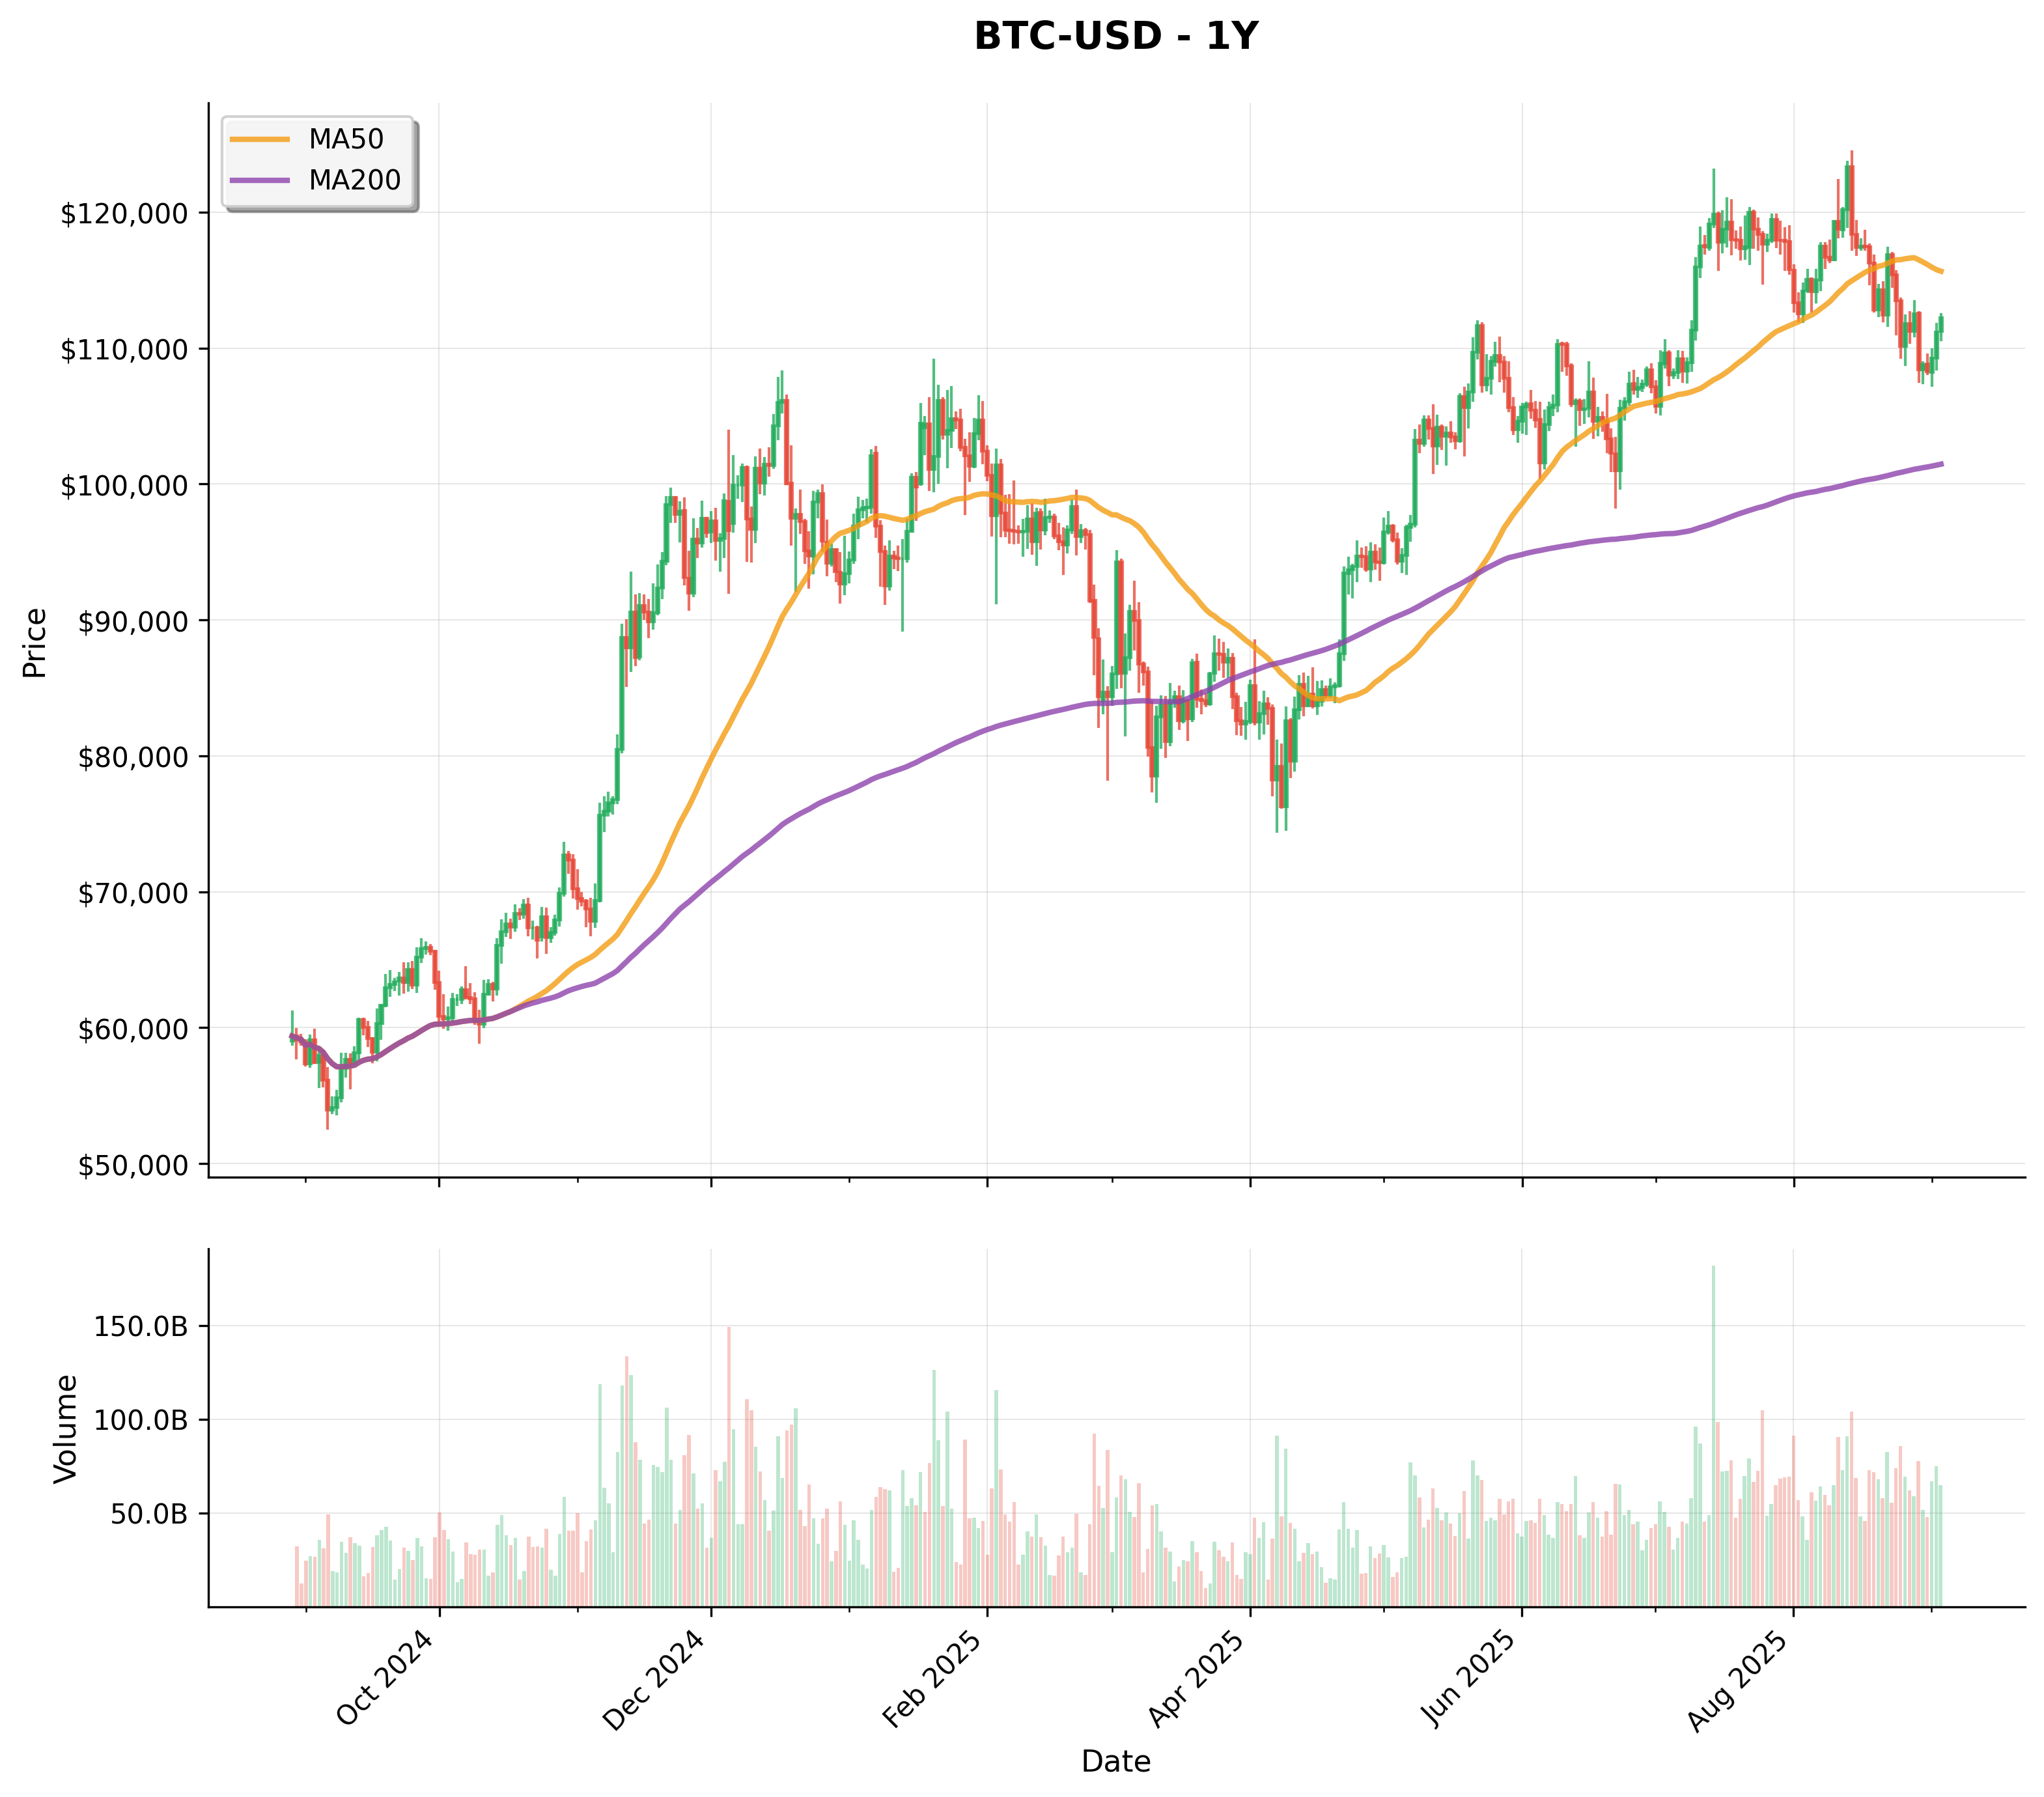 BTC-USD - 1Y
MA50
MA200
$120,000
$110,000
$100,000
$90,000
$80,000
$70,000
$60,000
$50,000
Price
150.0B
100.0B
50.0B
Volume
Oct 2024
Dec 2024
Feb 2025
Apr 2025
Jun 2025
Aug 2025
Date